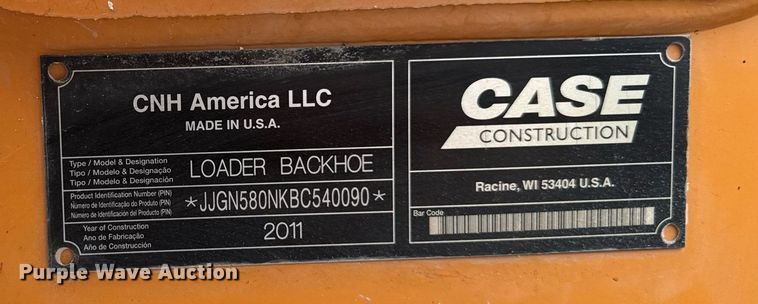 CNH America LLC
MADE IN U.S.A.
Type / Model & Designation
Tipo / Modelo & Designação
Tipo / Modelo & Designación
LOADER BACKHOE
Product Identification Number (PIN)
Número de Identificação do Produto (PIN)
Número de Identificación del Producto (PIN)
*JJGN580NKBC540090*
Year of Construction
Ano de Fabricação
Año de Construcción
2011
CASE
CONSTRUCTION
Racine, WI 53404 U.S.A.
Bar Code
Purple Wave Auction